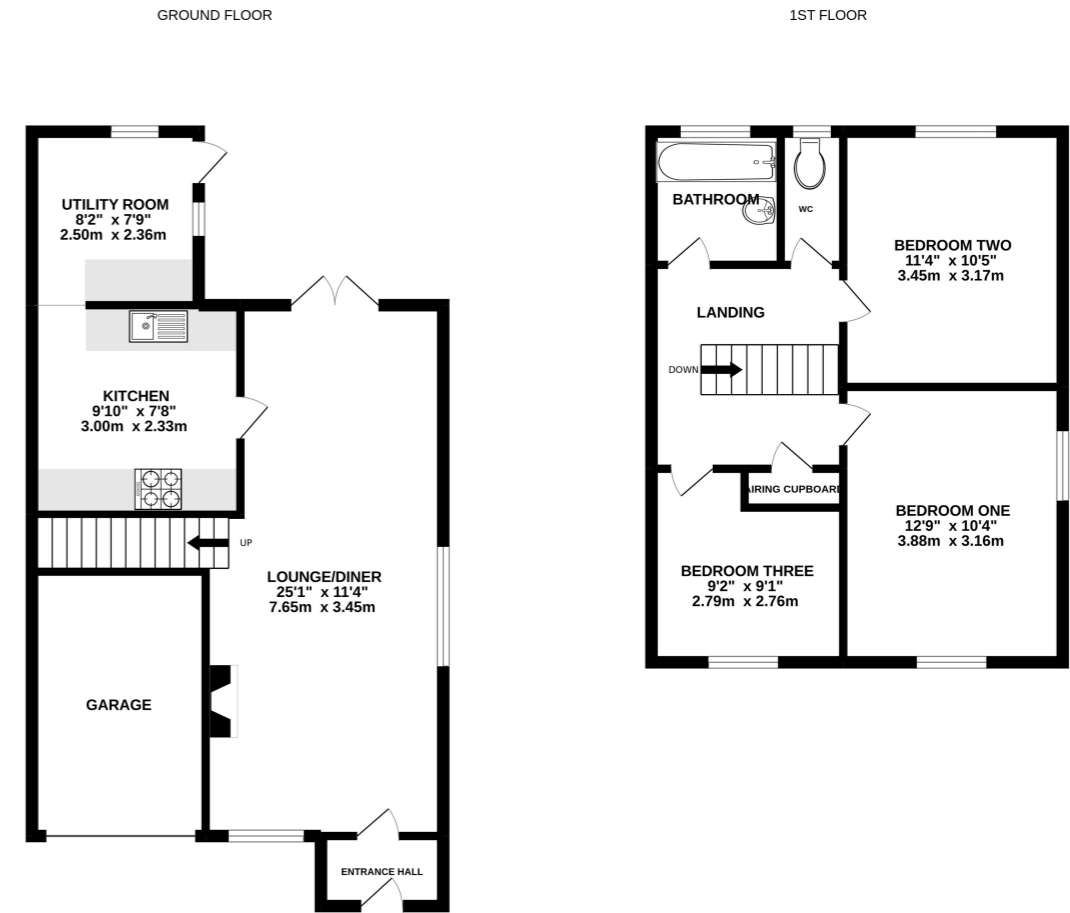 GROUND FLOOR
UTILITY ROOM
8'2" x 7'9"
2.50m x 2.36m
KITCHEN
9'10" x 7'8"
3.00m x 2.33m
UP
LOUNGE/DINER
25'1" x 11'4"
7.65m x 3.45m
GARAGE
ENTRANCE HALL
1ST FLOOR
BATHROOM
WC
BEDROOM TWO
11'4" x 10'5"
3.45m x 3.17m
LANDING
DOWN
AIRING CUPBOARD
BEDROOM ONE
12'9" x 10'4"
3.88m x 3.16m
BEDROOM THREE
9'2" x 9'1"
2.79m x 2.76m